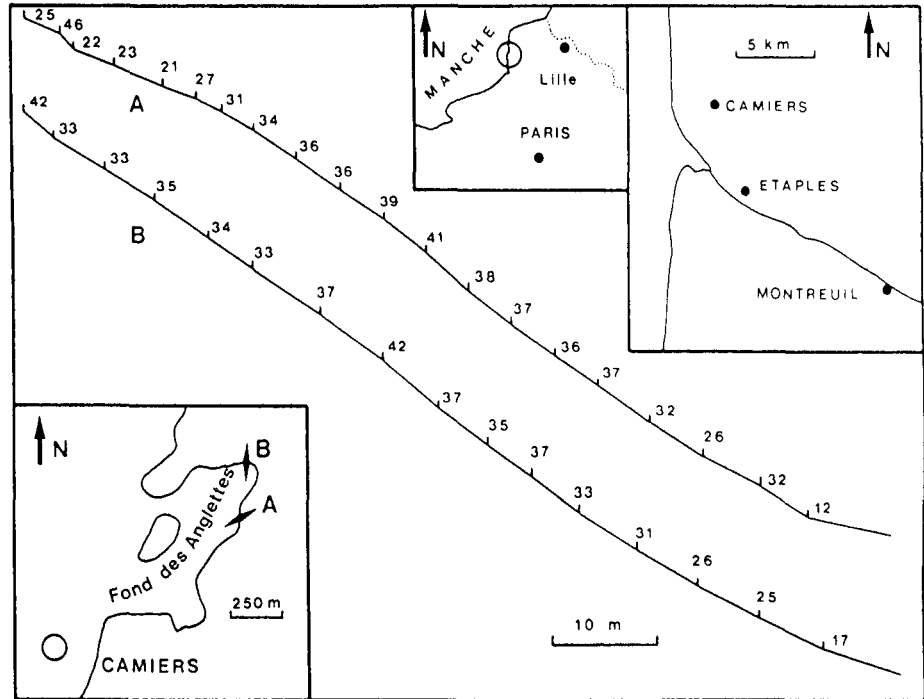 25
46
22
23
21
27
31
34
36
36
39
41
38
37
36
37
32
26
32
12
A
42
33
33
35
34
33
37
42
37
35
37
33
31
26
25
17
B
10 m
N
MANCHE
Lille
PARIS
5 km
N
CAMIERS
ETAPLES
MONTREUIL
N
B
A
Fond des Anglettes
250 m
CAMIERS